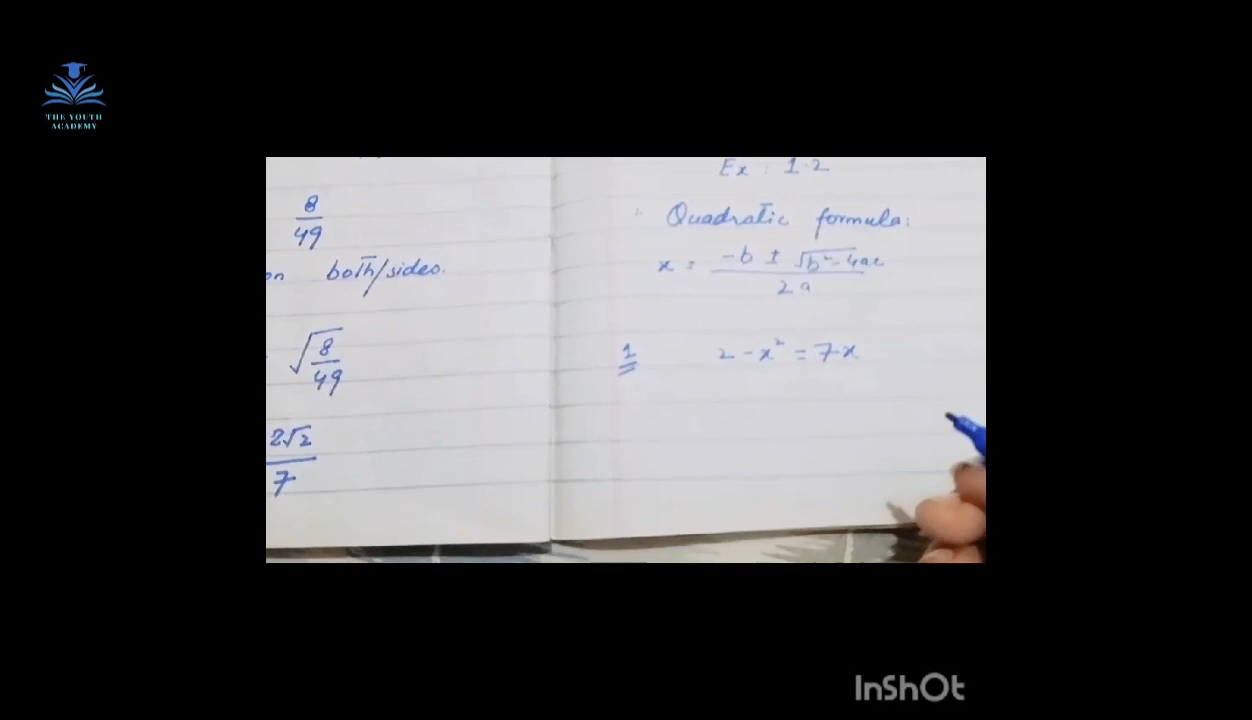 THE YOUTH
ACADEMY
8/49
on both/sides.
√(8/49)
2√2/7
Ex : 1.2
Quadratic formula:
x = (-b ± √(b²-4ac))/2a
1 2 - x² = 7x
InShOt